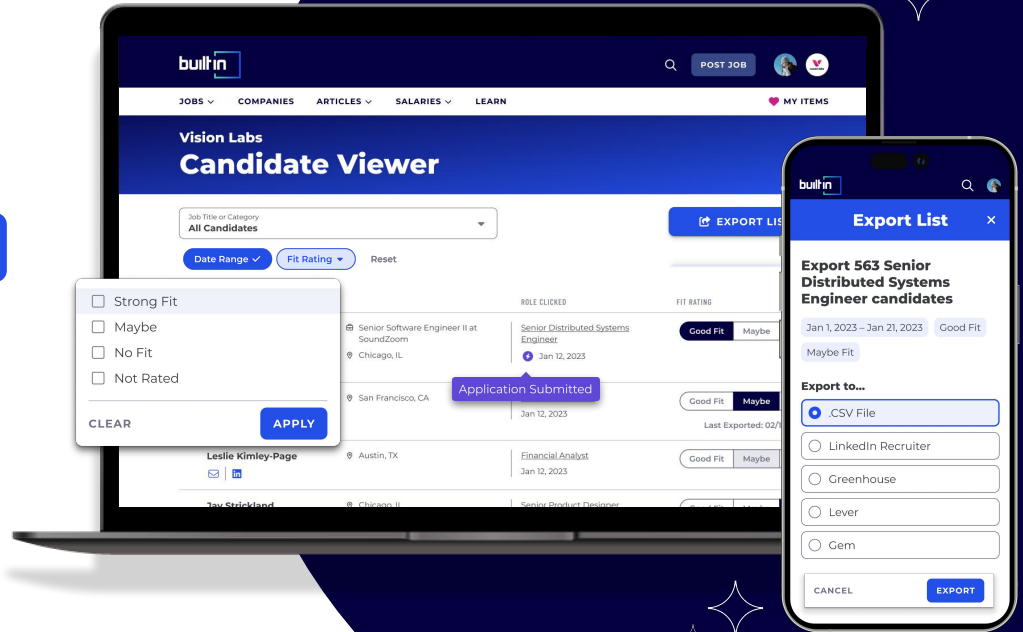 builtin
POST JOB
JOBS
COMPANIES
ARTICLES
SALARIES
LEARN
MY ITEMS
Vision Labs
Candidate Viewer
Job Title or Category
All Candidates
EXPORT LIS
Date Range
Fit Rating
Reset
Strong Fit
Maybe
No Fit
Not Rated
CLEAR
APPLY
ROLE CLICKED
FIT RATING
Senior Software Engineer II at
SoundZoom
Chicago, IL
Senior Distributed Systems
Engineer
Jan 12, 2023
Good Fit
Maybe
Application Submitted
San Francisco, CA
Jan 12, 2023
Good Fit
Maybe
Last Exported: 02/1
Leslie Kimley-Page
in
Austin, TX
Financial Analyst
Jan 12, 2023
Good Fit
Maybe
Jay Strickland
Chicago, IL
Senior Product Designer
builtin
Export List
Export 563 Senior
Distributed Systems
Engineer candidates
Jan 1, 2023 – Jan 21, 2023
Good Fit
Maybe Fit
Export to...
.CSV File
LinkedIn Recruiter
Greenhouse
Lever
Gem
CANCEL
EXPORT